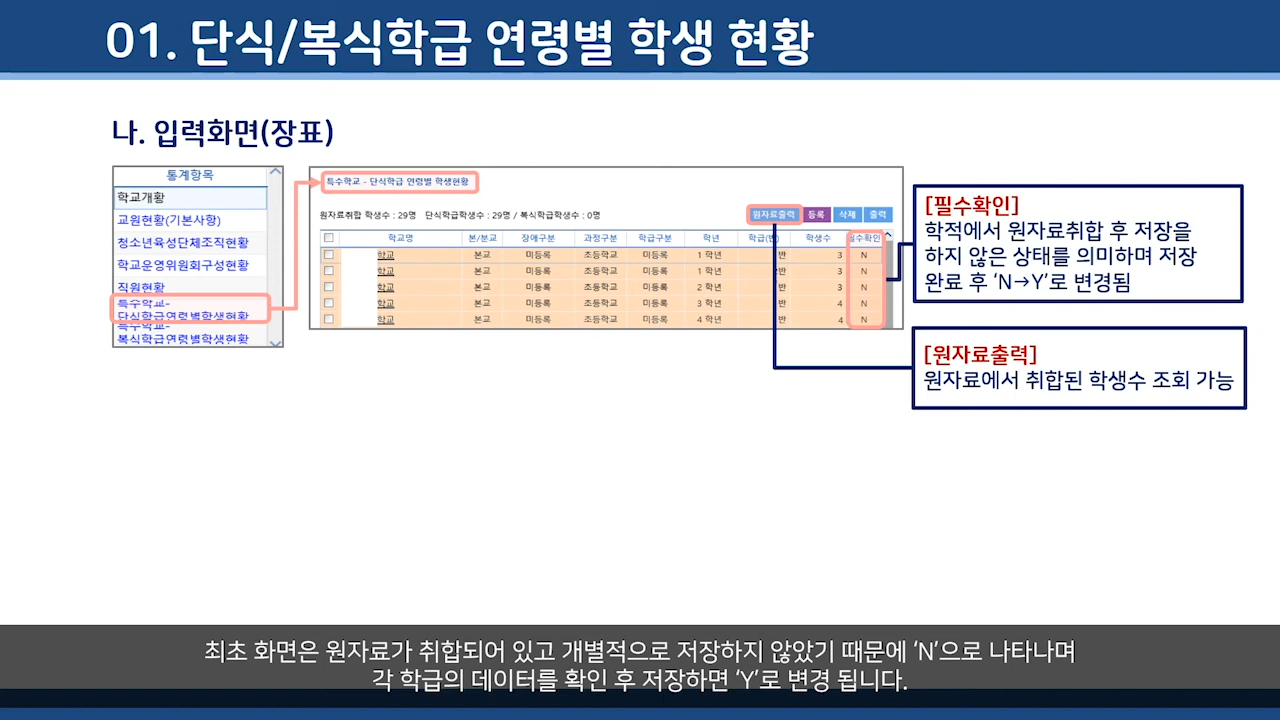 01. 단식/복식학급 연령별 학생 현황
나. 입력화면(장표)
통계항목
학교개황
교원현황(기본사항)
청소년육성단체조직현황
학교운영위원회구성현황
직원현황
특수학교-
단식학급연령별학생현황
특수학교-
복식학급연령별학생현황
특수학교 - 단식학급 연령별 학생현황
원자료취합 학생수 : 29명 단식학급학생수 : 29명 / 복식학급학생수 : 0명
원자료출력 등록 삭제 출력
학교명 본/분교 장애구분 과정구분 학급구분 학년 학급(반) 학생수 필수확인
학교 본교 미등록 초등학교 미등록 1 학년 반 3 N
학교 본교 미등록 초등학교 미등록 1 학년 반 3 N
학교 본교 미등록 초등학교 미등록 2 학년 반 3 N
학교 본교 미등록 초등학교 미등록 3 학년 반 4 N
학교 본교 미등록 초등학교 미등록 4 학년 반 4 N
[필수확인]
학적에서 원자료취합 후 저장을
하지 않은 상태를 의미하며 저장
완료 후 ‘N→Y’로 변경됨
[원자료출력]
원자료에서 취합된 학생수 조회 가능
최초 화면은 원자료가 취합되어 있고 개별적으로 저장하지 않았기 때문에 ‘N’으로 나타나며
각 학급의 데이터를 확인 후 저장하면 ‘Y’로 변경 됩니다.